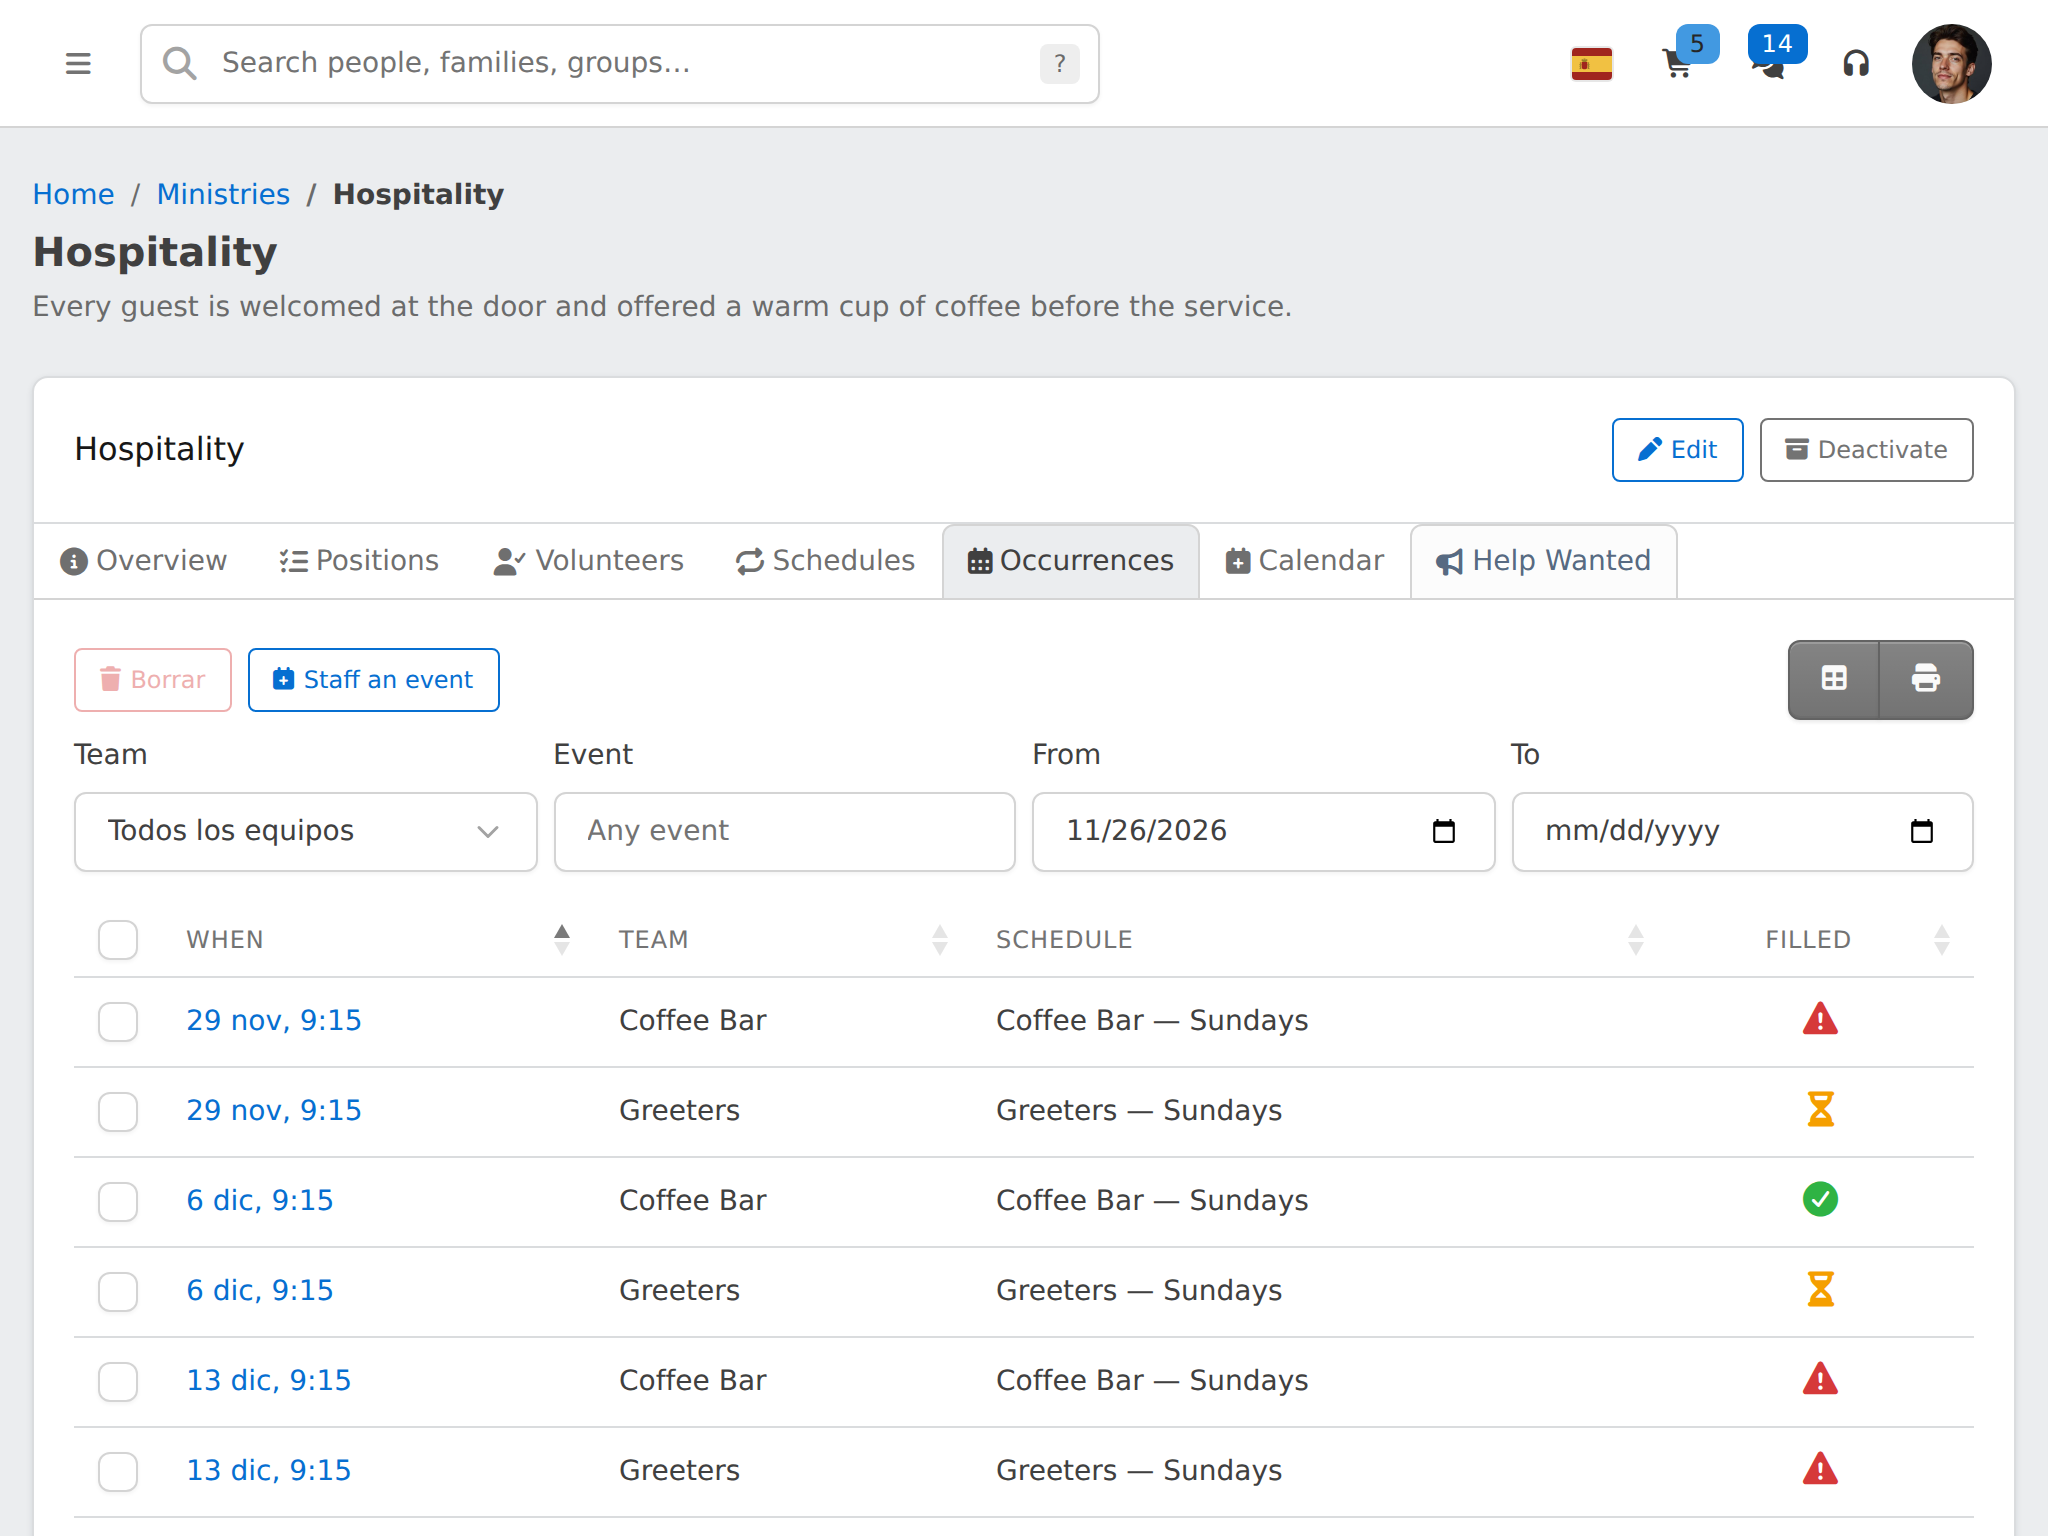 Search people, families, groups... ?
5
14
Home / Ministries / Hospitality
Hospitality
Every guest is welcomed at the door and offered a warm cup of coffee before the service.
Hospitality
Edit
Deactivate
Overview
Positions
Volunteers
Schedules
Occurrences
Calendar
Help Wanted
Borrar
Staff an event
Team
Event
From
To
Todos los equipos
Any event
11/26/2026
mm/dd/yyyy
WHEN TEAM SCHEDULE FILLED
29 nov, 9:15 Coffee Bar Coffee Bar — Sundays
29 nov, 9:15 Greeters Greeters — Sundays
6 dic, 9:15 Coffee Bar Coffee Bar — Sundays
6 dic, 9:15 Greeters Greeters — Sundays
13 dic, 9:15 Coffee Bar Coffee Bar — Sundays
13 dic, 9:15 Greeters Greeters — Sundays